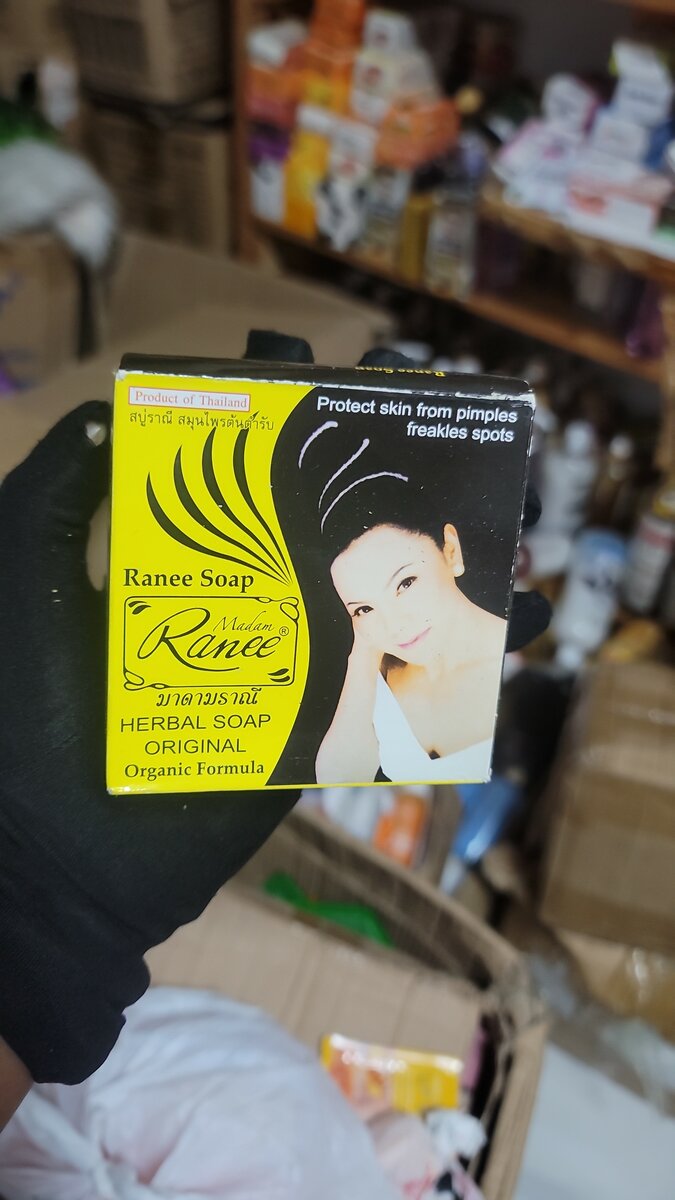 Ranee Soap
Product of Thailand
สบู่ราณี สมุนไพรต้นตำรับ
Protect skin from pimples
freakles spots
Ranee Soap
Madam
Ranee®
มาดามราณี
HERBAL SOAP
ORIGINAL
Organic Formula